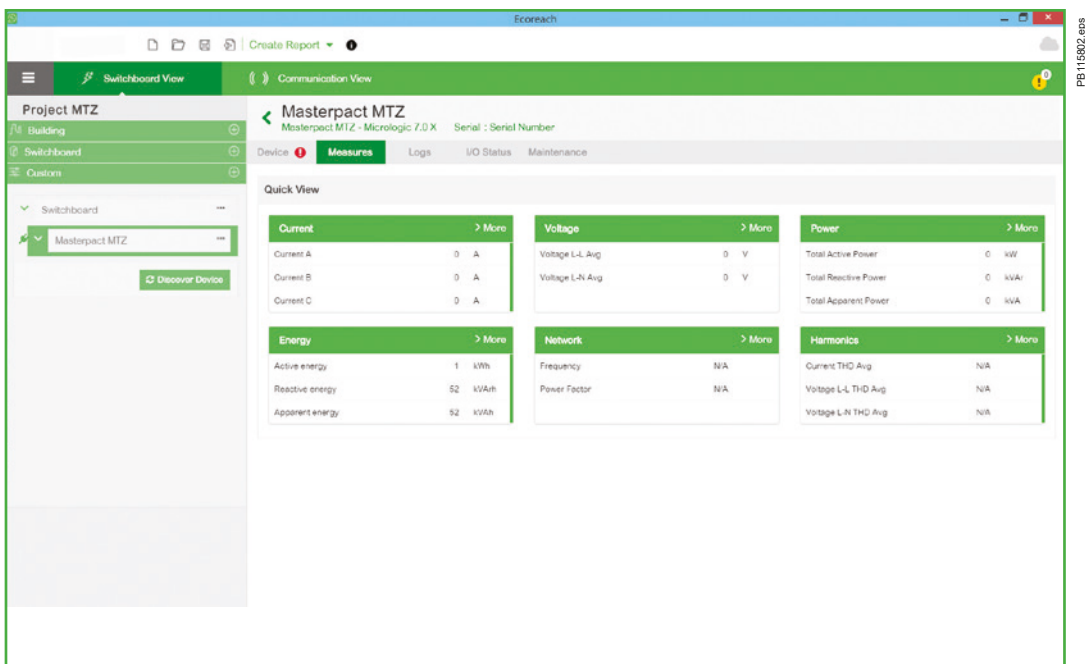 Ecoreach
PB115802.eps
Create Report
Switchboard View
Communication View
0
Project MTZ
Building
Switchboard
Custom
Switchboard
Masterpact MTZ
Discover Device
Masterpact MTZ
Masterpact MTZ - Micrologic 7.0 X Serial : Serial Number
Device Measures Logs I/O Status Maintenance
Quick View
Current > More
Current A 0 A
Current B 0 A
Current C 0 A
Voltage > More
Voltage L-L Avg 0 V
Voltage L-N Avg 0 V
Power > More
Total Active Power 0 kW
Total Reactive Power 0 kVAr
Total Apparent Power 0 kVA
Energy > More
Active energy 1 kWh
Reactive energy 52 kVArh
Apparent energy 52 kVAh
Network > More
Frequency N/A
Power Factor N/A
Harmonics > More
Current THD Avg N/A
Voltage L-L THD Avg N/A
Voltage L-N THD Avg N/A